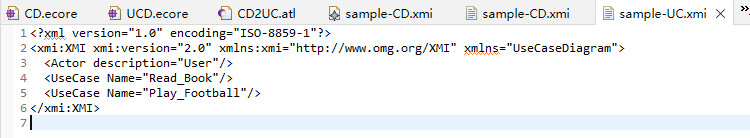 CD.ecore UCD.ecore CD2UC.atl sample-CD.xmi sample-CD.xmi sample-UC.xmi
1 <?xml version="1.0" encoding="ISO-8859-1"?>
2 <xmi:XMI xmi:version="2.0" xmlns:xmi="http://www.omg.org/XMI" xmlns="UseCaseDiagram">
3 <Actor description="User"/>
4 <UseCase Name="Read_Book"/>
5 <UseCase Name="Play_Football"/>
6 </xmi:XMI>
7